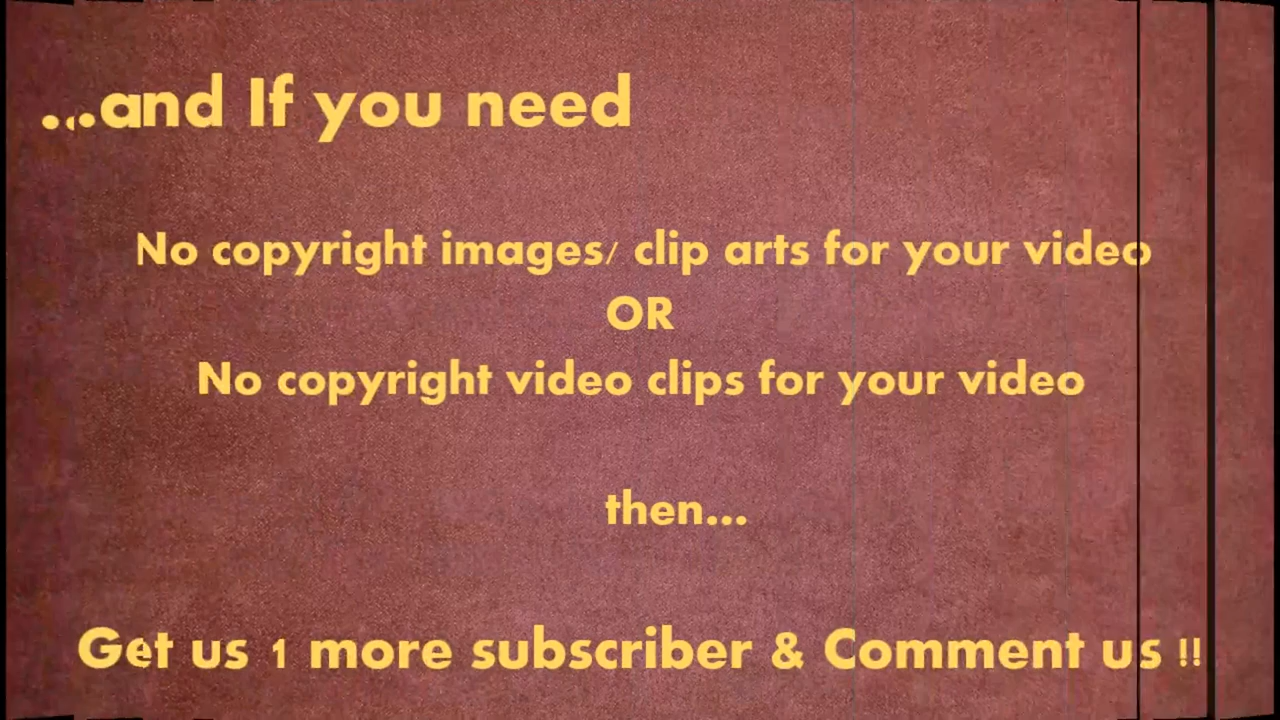 ...and If you need
No copyright images/ clip arts for your video
OR
No copyright video clips for your video
then...
Get us 1 more subscriber & Comment us !!